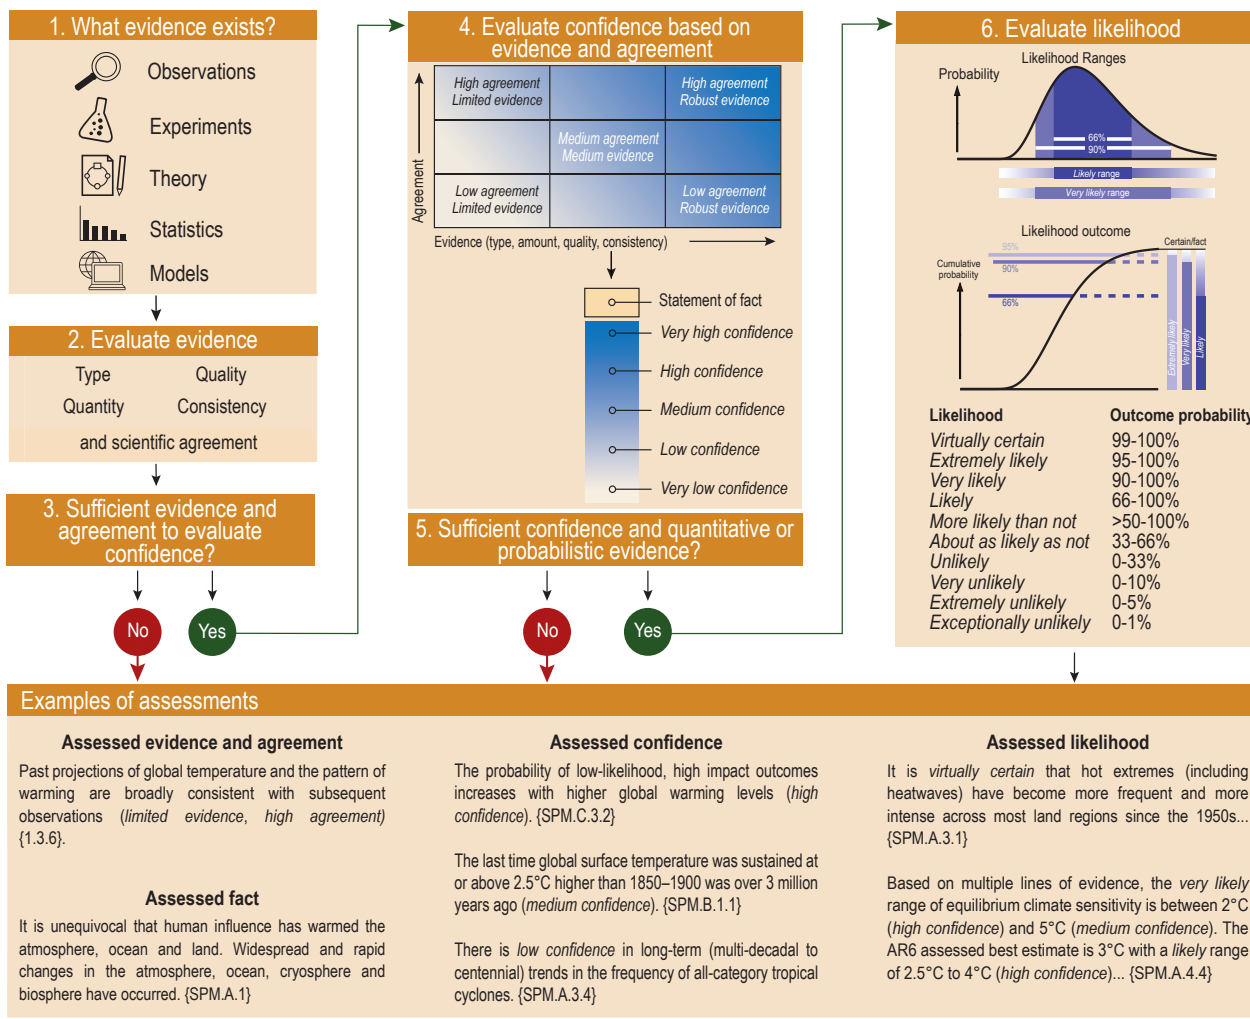 1. What evidence exists?
Observations
Experiments
Theory
Statistics
Models
2. Evaluate evidence
Type Quality
Quantity Consistency
and scientific agreement
3. Sufficient evidence and
agreement to evaluate
confidence?
No Yes
4. Evaluate confidence based on
evidence and agreement
Agreement
High agreement
Limited evidence
High agreement
Robust evidence
Medium agreement
Medium evidence
Low agreement
Limited evidence
Low agreement
Robust evidence
Evidence (type, amount, quality, consistency)
Statement of fact
Very high confidence
High confidence
Medium confidence
Low confidence
Very low confidence
5. Sufficient confidence and quantitative or
probabilistic evidence?
No Yes
6. Evaluate likelihood
Likelihood Ranges
Probability
66%
90%
Likely range
Very likely range
Likelihood outcome
Cumulative
probability
95%
90%
66%
Certain/fact
Extremely likely
Very likely
Likely
Likelihood Outcome probability
Virtually certain 99-100%
Extremely likely 95-100%
Very likely 90-100%
Likely 66-100%
More likely than not >50-100%
About as likely as not 33-66%
Unlikely 0-33%
Very unlikely 0-10%
Extremely unlikely 0-5%
Exceptionally unlikely 0-1%
Examples of assessments
Assessed evidence and agreement
Past projections of global temperature and the pattern of
warming are broadly consistent with subsequent
observations (limited evidence, high agreement)
{1.3.6}.
Assessed fact
It is unequivocal that human influence has warmed the
atmosphere, ocean and land. Widespread and rapid
changes in the atmosphere, ocean, cryosphere and
biosphere have occurred. {SPM.A.1}
Assessed confidence
The probability of low-likelihood, high impact outcomes
increases with higher global warming levels (high
confidence). {SPM.C.3.2}
The last time global surface temperature was sustained at
or above 2.5°C higher than 1850–1900 was over 3 million
years ago (medium confidence). {SPM.B.1.1}
There is low confidence in long-term (multi-decadal to
centennial) trends in the frequency of all-category tropical
cyclones. {SPM.A.3.4}
Assessed likelihood
It is virtually certain that hot extremes (including
heatwaves) have become more frequent and more
intense across most land regions since the 1950s...
{SPM.A.3.1}
Based on multiple lines of evidence, the very likely
range of equilibrium climate sensitivity is between 2°C
(high confidence) and 5°C (medium confidence). The
AR6 assessed best estimate is 3°C with a likely range
of 2.5°C to 4°C (high confidence)... {SPM.A.4.4}